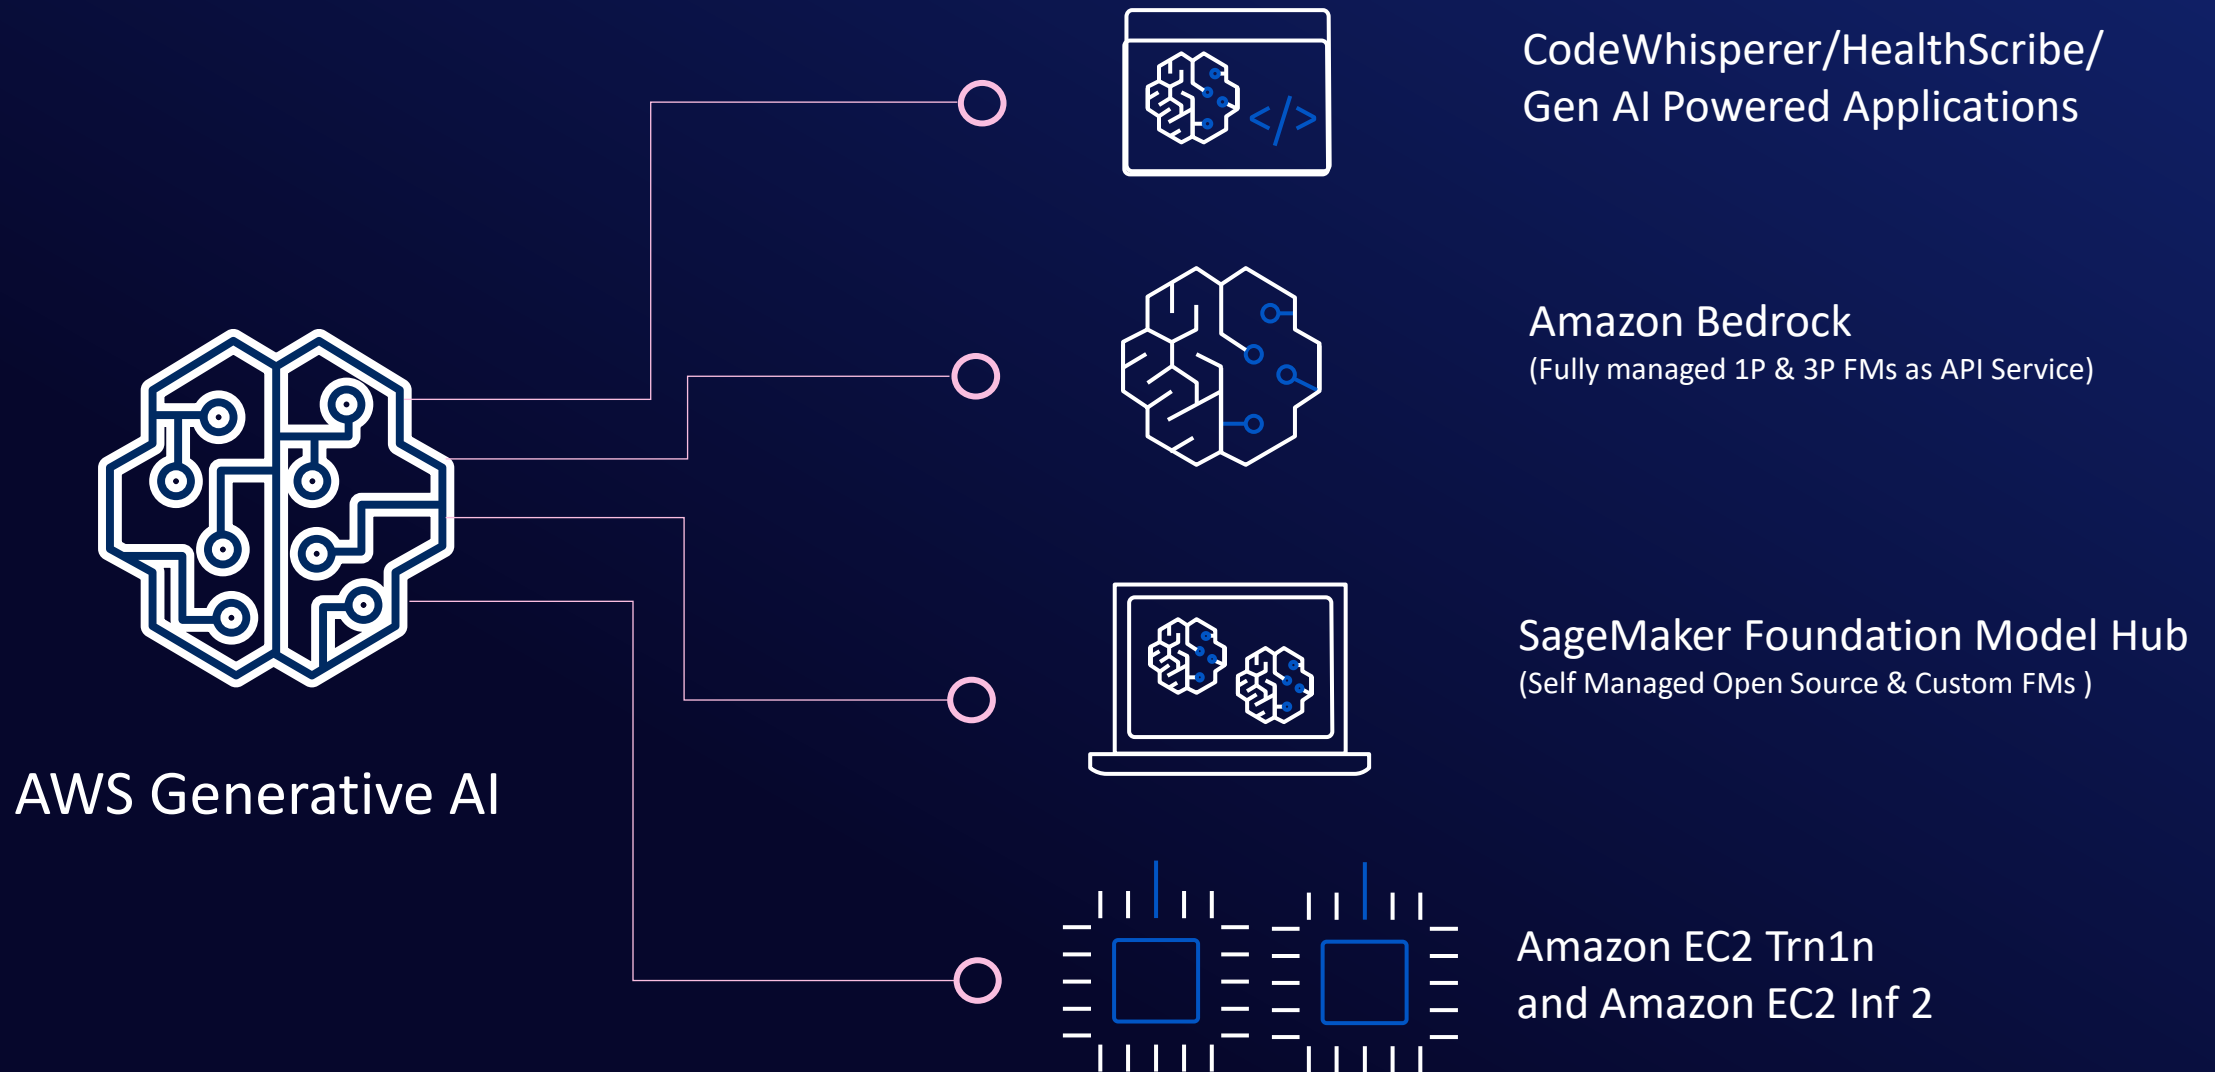 CodeWhisperer/HealthScribe/
Gen AI Powered Applications
</>
Amazon Bedrock
(Fully managed 1P & 3P FMs as API Service)
SageMaker Foundation Model Hub
(Self Managed Open Source & Custom FMs )
AWS Generative AI
Amazon EC2 Trn1n
and Amazon EC2 Inf 2